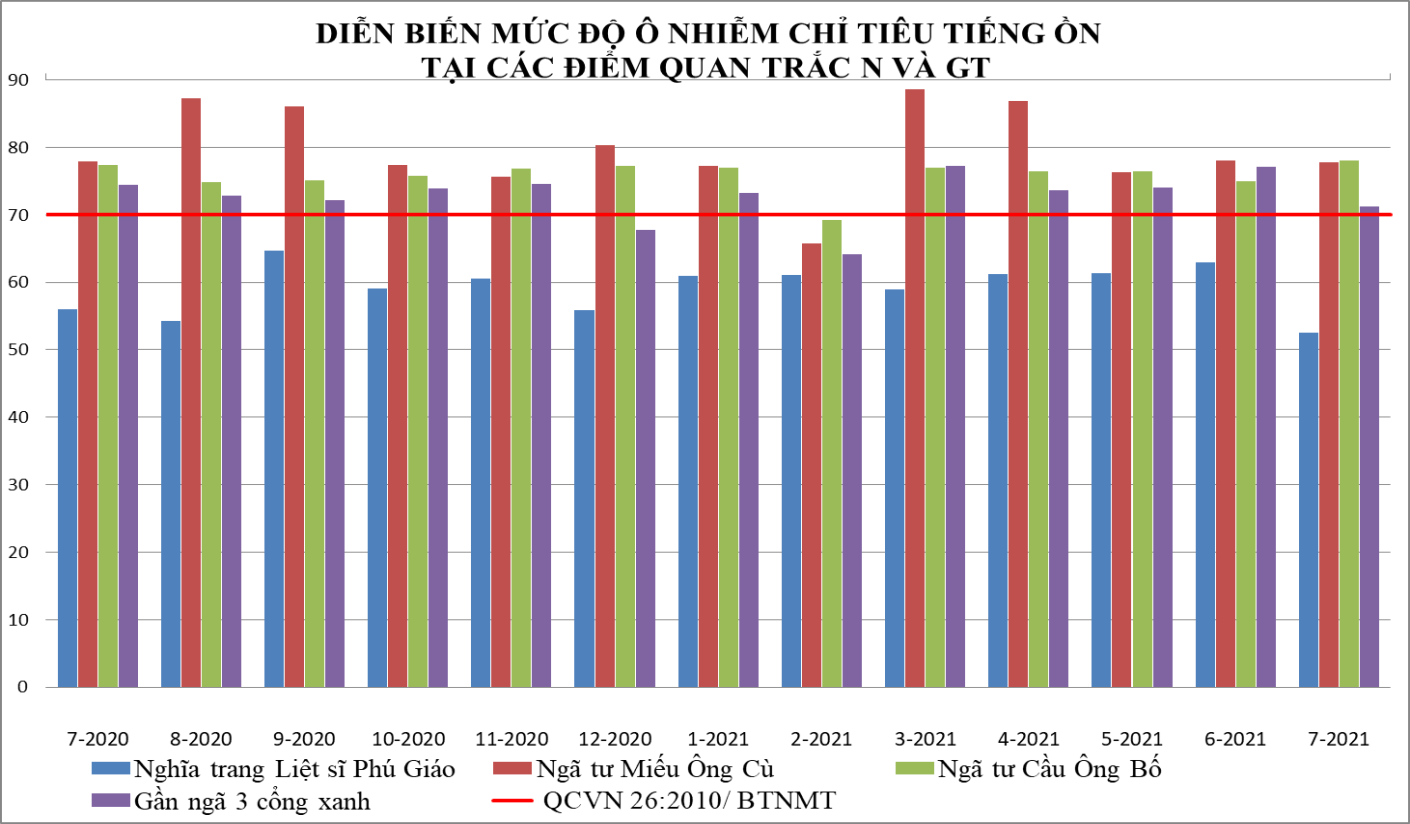 DIỄN BIẾN MỨC ĐỘ Ô NHIỄM CHỈ TIÊU TIẾNG ỒN
TẠI CÁC ĐIỂM QUAN TRẮC N VÀ GT
90
80
70
60
50
40
30
20
10
0
7-2020 8-2020 9-2020 10-2020 11-2020 12-2020 1-2021 2-2021 3-2021 4-2021 5-2021 6-2021 7-2021
Nghĩa trang Liệt sĩ Phú Giáo Ngã tư Miếu Ông Cù Ngã tư Cầu Ông Bố
Gần ngã 3 cổng xanh QCVN 26:2010/ BTNMT